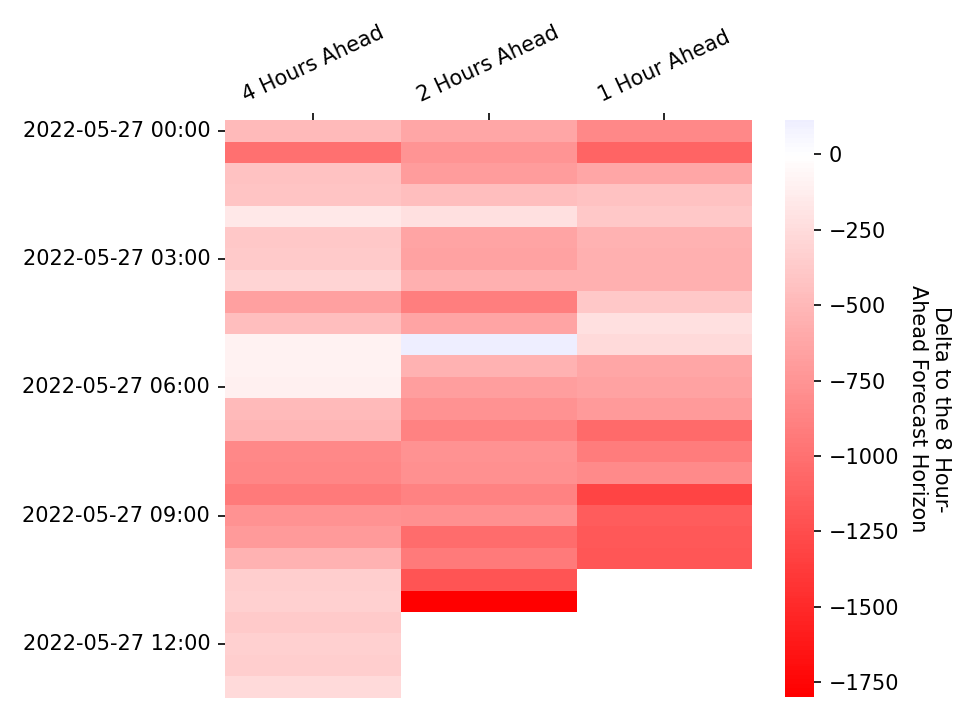 4 Hours Ahead
2 Hours Ahead
1 Hour Ahead
2022-05-27 00:00
2022-05-27 03:00
2022-05-27 06:00
2022-05-27 09:00
2022-05-27 12:00
0
−250
−500
−750
−1000
−1250
−1500
−1750
Delta to the 8 Hour-
Ahead Forecast Horizon